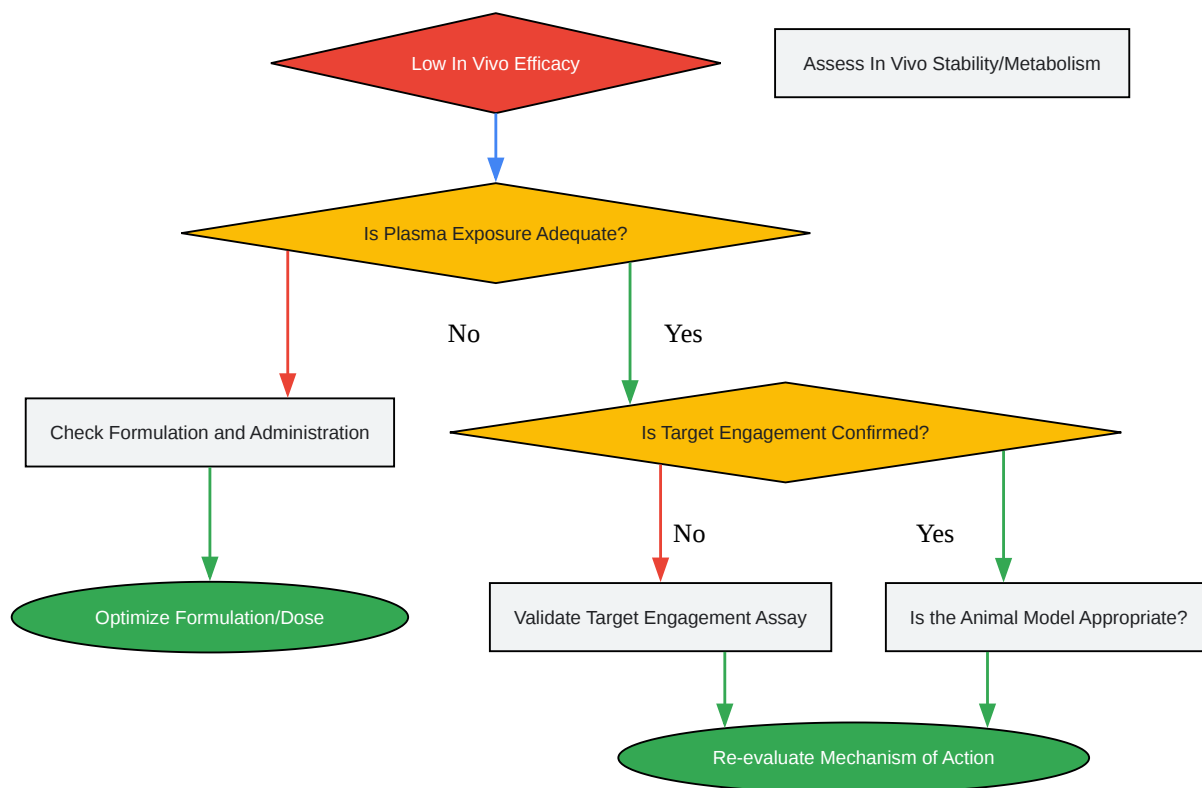 Low In Vivo Efficacy
Assess In Vivo Stability/Metabolism
Is Plasma Exposure Adequate?
No
Yes
Check Formulation and Administration
Is Target Engagement Confirmed?
No
Yes
Optimize Formulation/Dose
Validate Target Engagement Assay
Is the Animal Model Appropriate?
Re-evaluate Mechanism of Action